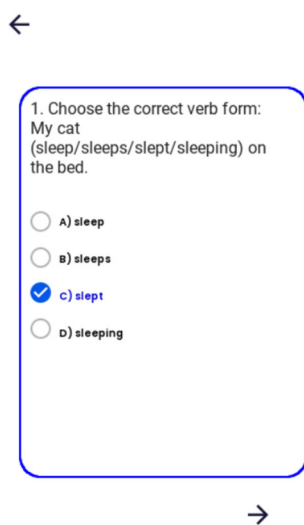 1. Choose the correct verb form:
My cat
(sleep/sleeps/slept/sleeping) on
the bed.
A) sleep
B) sleeps
C) slept
D) sleeping